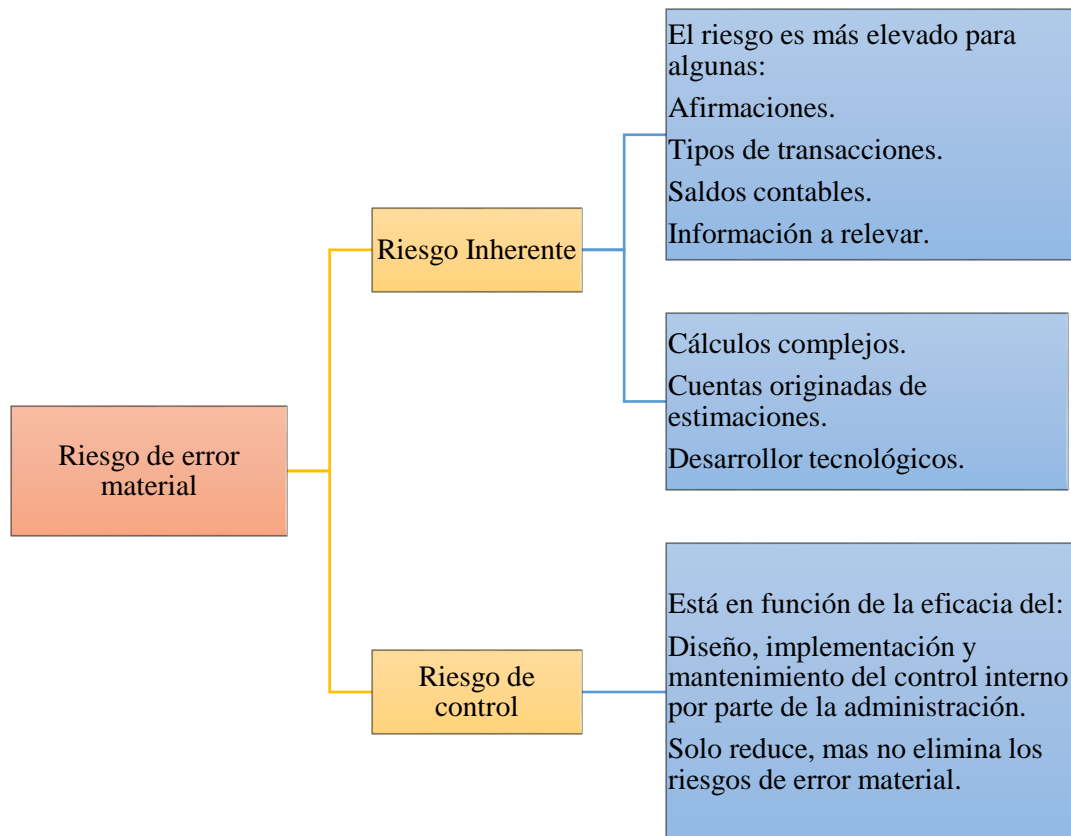 Riesgo de error
material
Riesgo Inherente
El riesgo es más elevado para
algunas:
Afirmaciones.
Tipos de transacciones.
Saldos contables.
Información a relevar.
Cálculos complejos.
Cuentas originadas de
estimaciones.
Desarrollor tecnológicos.
Riesgo de
control
Está en función de la eficacia del:
Diseño, implementación y
mantenimiento del control interno
por parte de la administración.
Solo reduce, mas no elimina los
riesgos de error material.